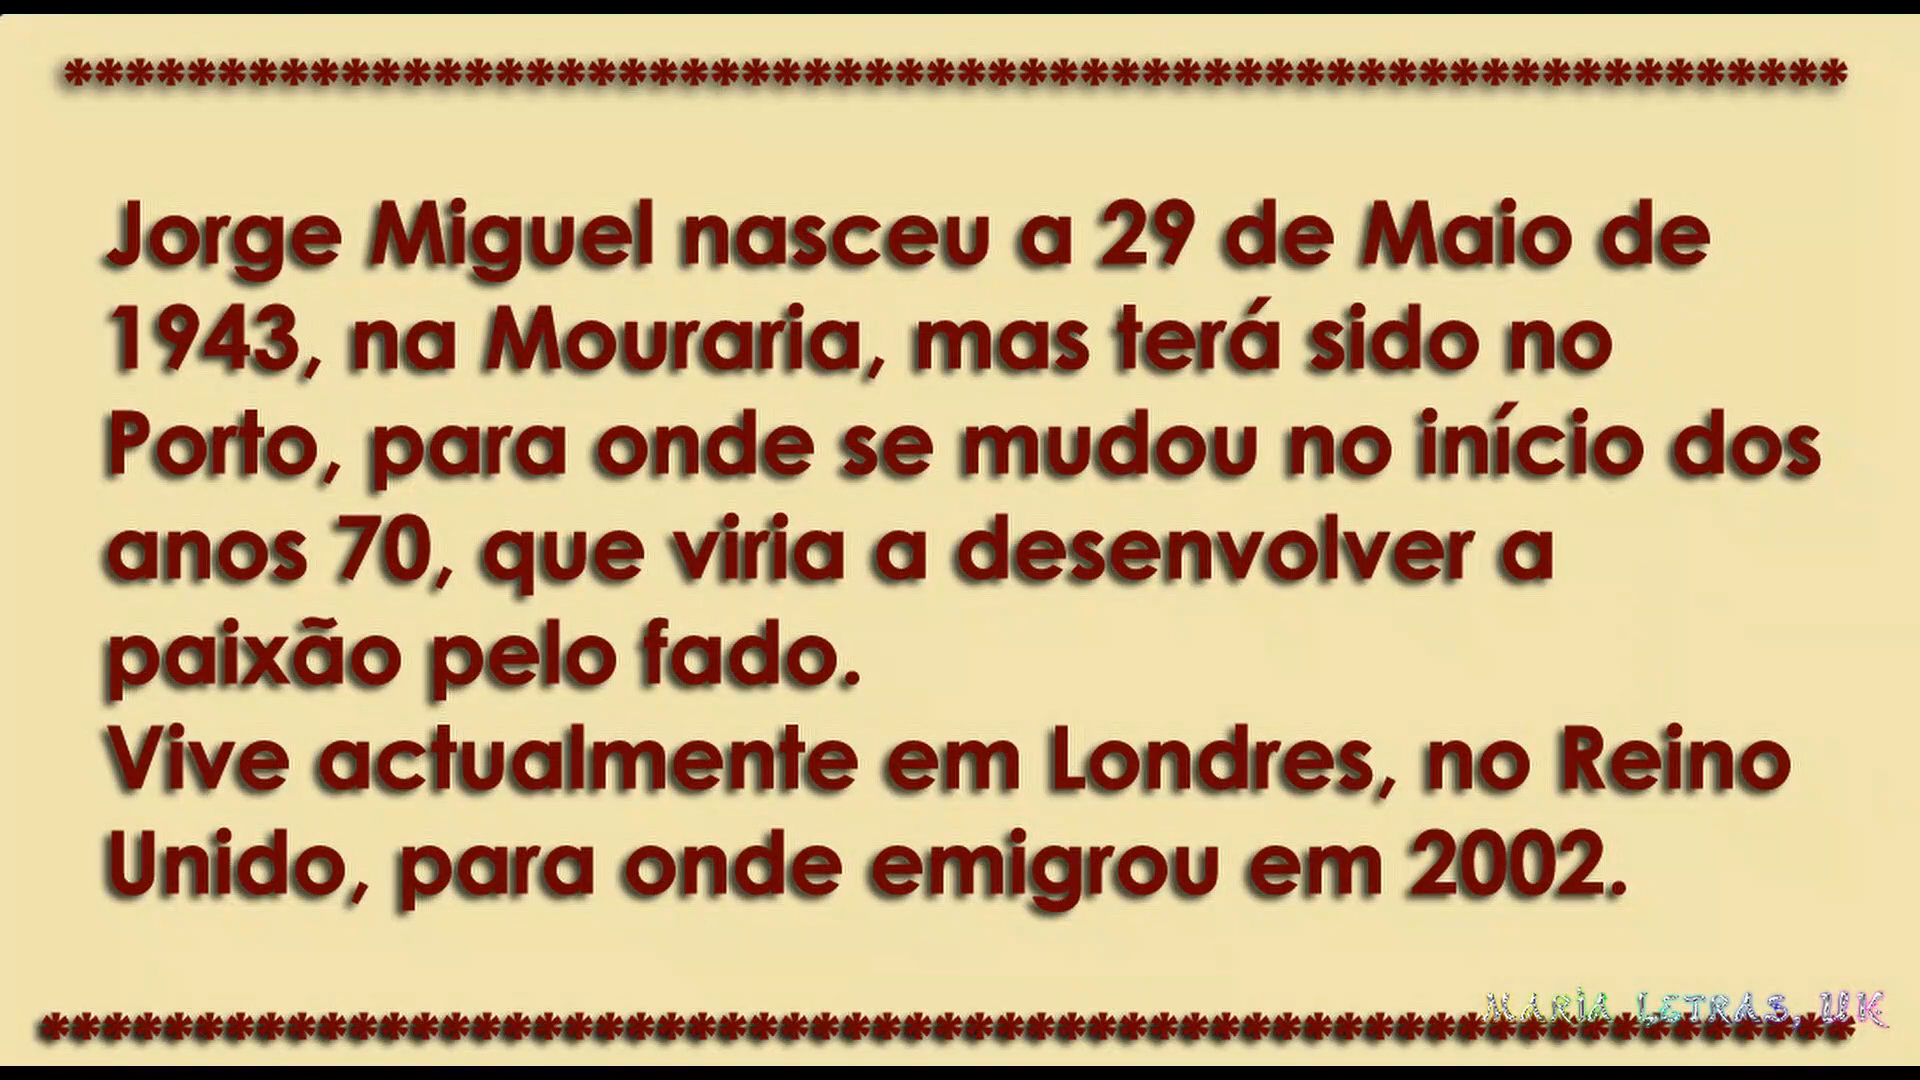 **********************************************************
Jorge Miguel nasceu a 29 de Maio de
1943, na Mouraria, mas terá sido no
Porto, para onde se mudou no início dos
anos 70, que viria a desenvolver a
paixão pelo fado.
Vive actualmente em Londres, no Reino
Unido, para onde emigrou em 2002.
MARIA LETRAS, UK
***********************************************************